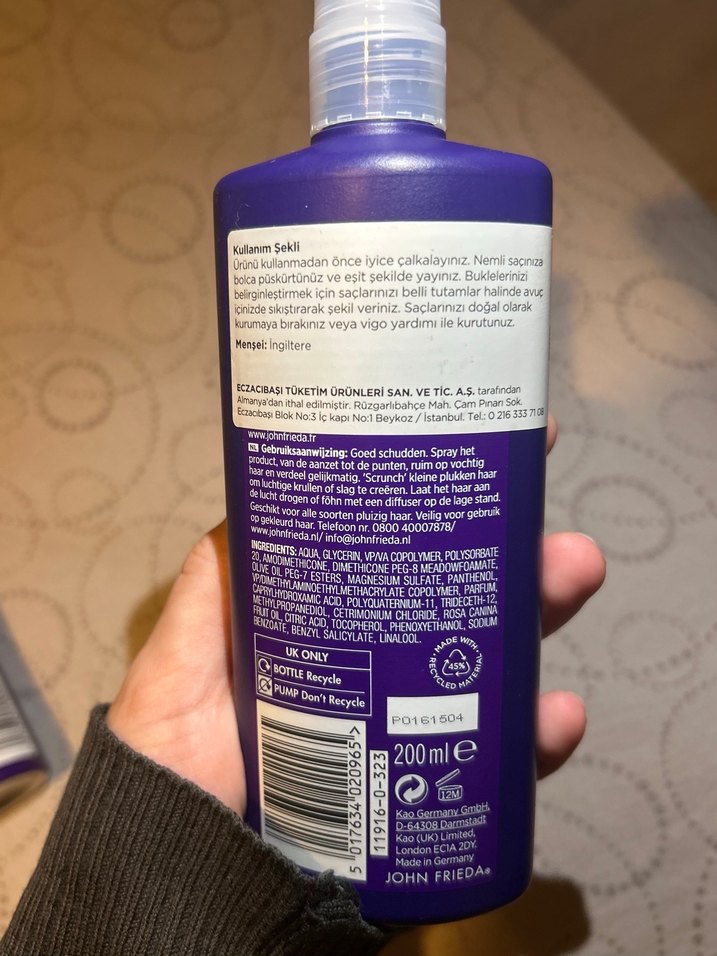 Kullanım Şekli
Ürünü kullanmadan önce iyice çalkalayınız. Nemli saçınıza
bolca püskürtünüz ve eşit şekilde yayınız. Buklelerinizi
belirginleştirmek için saçlarınızı belli tutamlar halinde avuç
içinizde sıkıştırarak şekil veriniz. Saçlarınızı doğal olarak
kurumaya bırakınız veya vigo yardımı ile kurutunuz.
Menşei: İngiltere
ECZACIBAŞI TÜKETİM ÜRÜNLERİ SAN. VE TİC. A.Ş. tarafından
Almanya'dan ithal edilmiştir. Rüzgarlıbahçe Mah. Çam Pınarı Sok.
Eczacıbaşı Blok No:3 İç kapı No:1 Beykoz / İstanbul. Tel.: 0 216 333 71 08
www.johnfrieda.fr
NL Gebruiksaanwijzing: Goed schudden. Spray het
product, van de aanzet tot de punten, ruim op vochtig
haar en verdeel gelijkmatig. 'Scrunch' kleine plukken haar
om luchtige krullen of slag te creëren. Laat het haar aan
de lucht drogen of föhn met een diffuser op de lage stand.
Geschikt voor alle soorten pluizig haar. Veilig voor gebruik
op gekleurd haar. Telefoon nr. 0800 40007878/
www.johnfrieda.nl/ info@johnfrieda.nl
INGREDIENTS: AQUA, GLYCERIN, VP/VA COPOLYMER, POLYSORBATE
20, AMODIMETHICONE, DIMETHICONE PEG-8 MEADOWFOAMATE,
OLIVE OIL PEG-7 ESTERS, MAGNESIUM SULFATE, PANTHENOL,
VP/DIMETHYLAMINOETHYLMETHACRYLATE COPOLYMER, PARFUM,
CAPRYLHYDROXAMIC ACID, POLYQUATERNIUM-11, TRIDECETH-12,
METHYLPROPANEDIOL, CETRIMONIUM CHLORIDE, ROSA CANINA
FRUIT OIL, CITRIC ACID, TOCOPHEROL, PHENOXYETHANOL, SODIUM
BENZOATE, BENZYL SALICYLATE, LINALOOL.
UK ONLY
BOTTLE Recycle
PUMP Don't Recycle
MADE WITH
45%
RECYCLED MATERIAL
P0161504
5 017634 020965 >
11916-0-323
200 ml e
12M
Kao Germany GmbH,
D-64308 Darmstadt
Kao (UK) Limited,
London EC1A 2DY.
Made in Germany
JOHN FRIEDA®